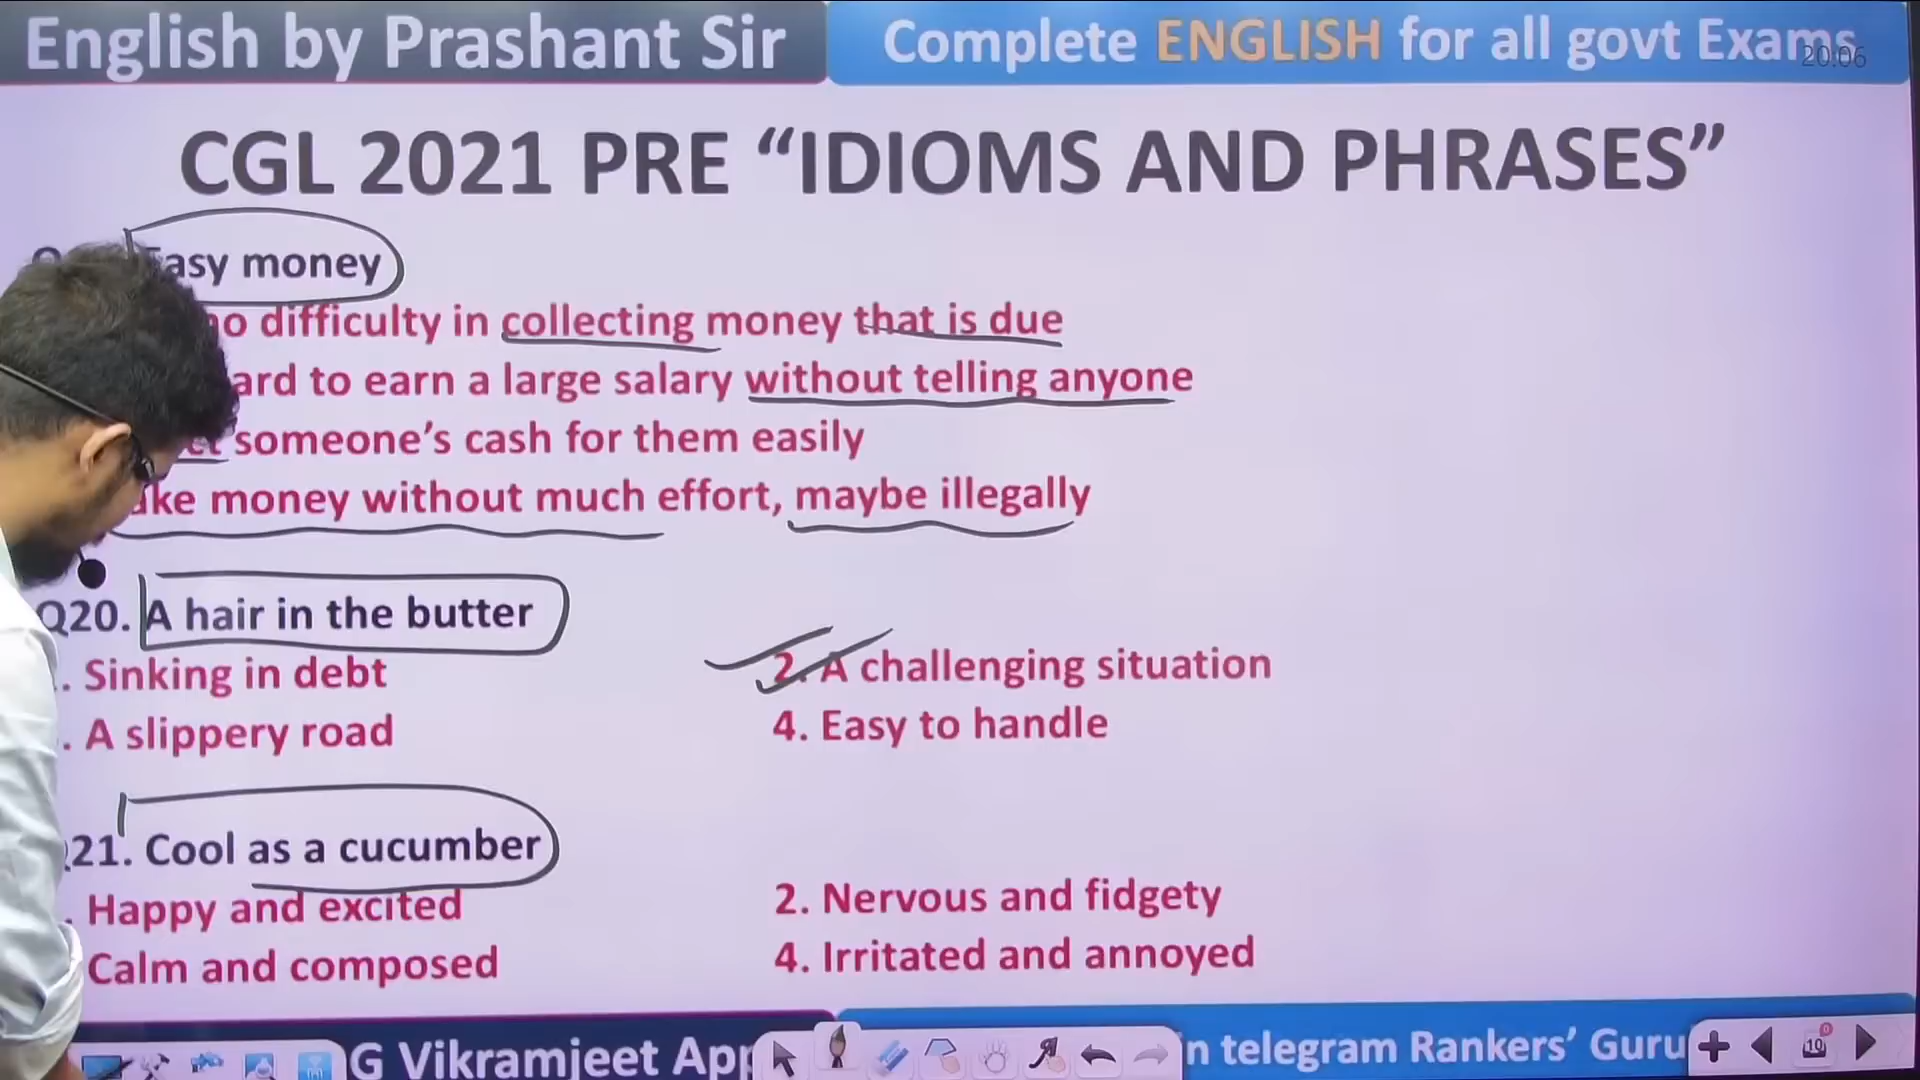 English by Prashant Sir
Complete ENGLISH for all govt Exams
20:06
CGL 2021 PRE “IDIOMS AND PHRASES”
Easy money
no difficulty in collecting money that is due
to earn a large salary without telling anyone
someone’s cash for them easily
money without much effort, maybe illegally
Q20. A hair in the butter
. Sinking in debt
2. A challenging situation
. A slippery road
4. Easy to handle
21. Cool as a cucumber
. Happy and excited
2. Nervous and fidgety
Calm and composed
4. Irritated and annoyed
G Vikramjeet App
telegram Rankers’ Guru
10
0